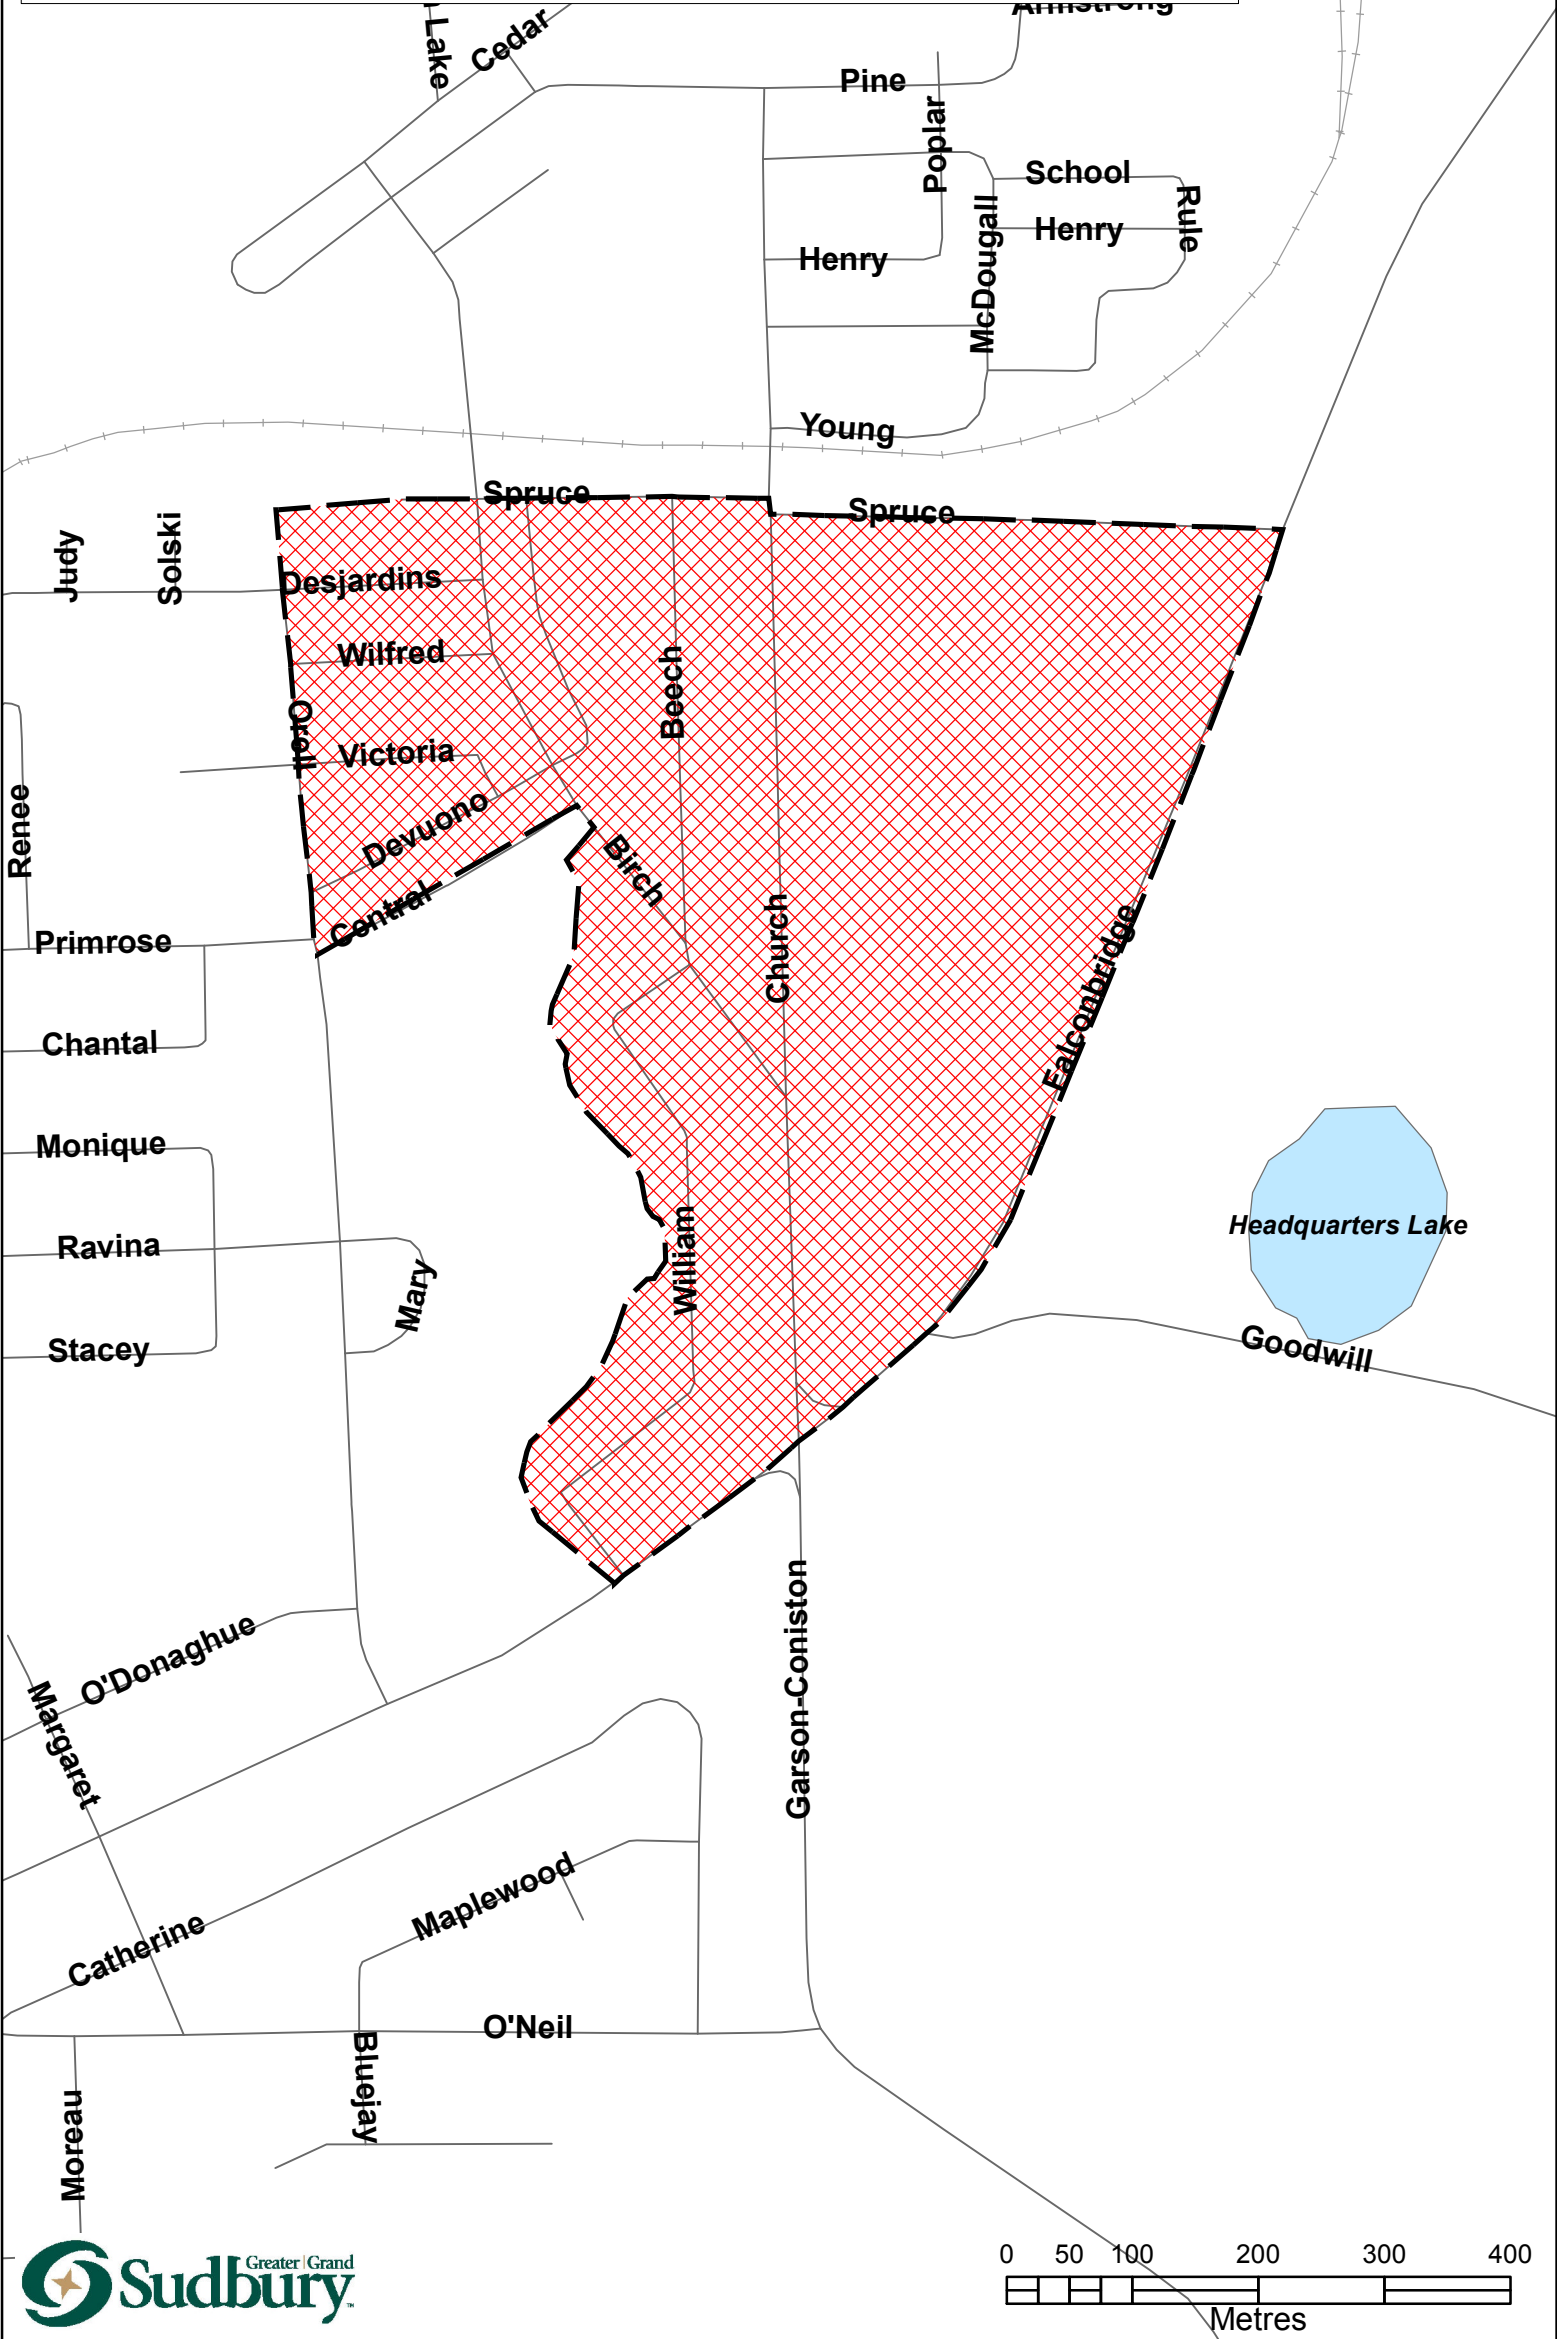 Lake
Cedar
Armstrong
Pine
Poplar
School
Rule
McDougall
Henry
Henry
Young
Spruce
Spruce
Judy
Solski
Desjardins
Wilfred
Beech
Orell
Victoria
Renee
Devuono
Birch
Central
Church
Falconbridge
Primrose
Chantal
Monique
Ravina
Mary
William
Headquarters Lake
Stacey
Goodwill
O'Donaghue
Margaret
Garson-Coniston
Maplewood
Catherine
O'Neil
Bluejay
Moreau
Greater | Grand
Sudbury™
0 50 100 200 300 400
Metres